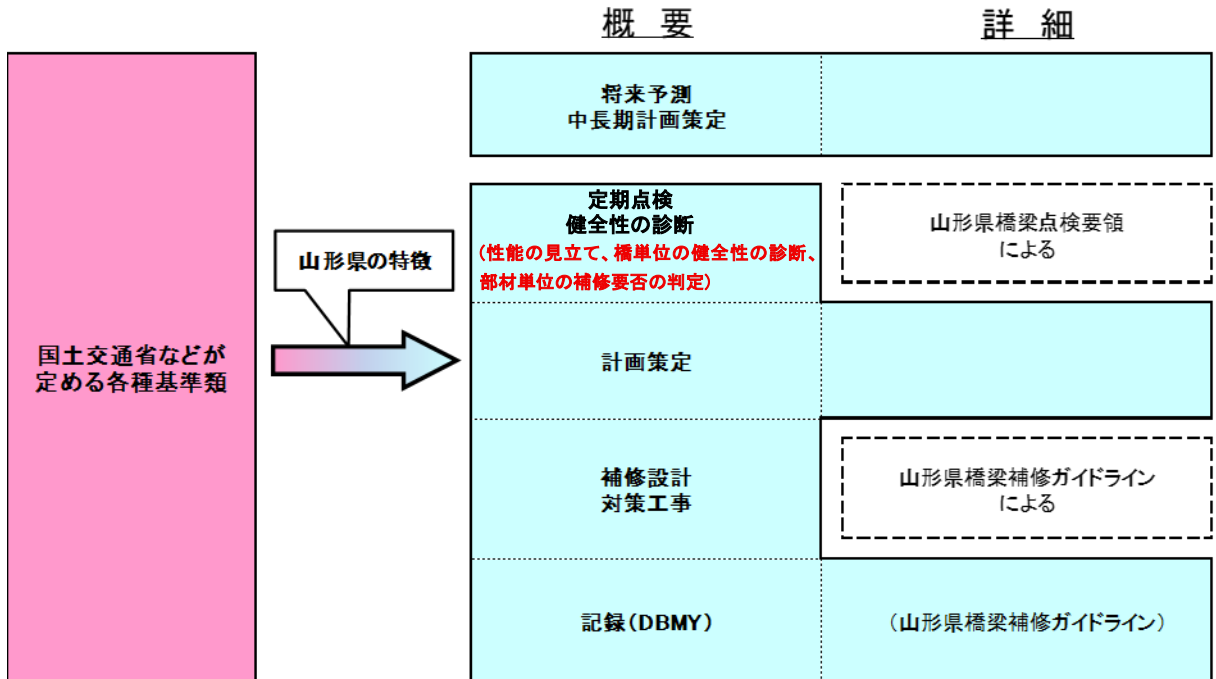 概 要
詳 細
将来予測
中長期計画策定
定期点検
健全性の診断
(性能の見立て、橋単位の健全性の診断、
部材単位の補修要否の判定)
山形県橋梁点検要領
による
山形県の特徴
国土交通省などが
定める各種基準類
計画策定
補修設計
対策工事
山形県橋梁補修ガイドライン
による
記録(DBMY)
(山形県橋梁補修ガイドライン)